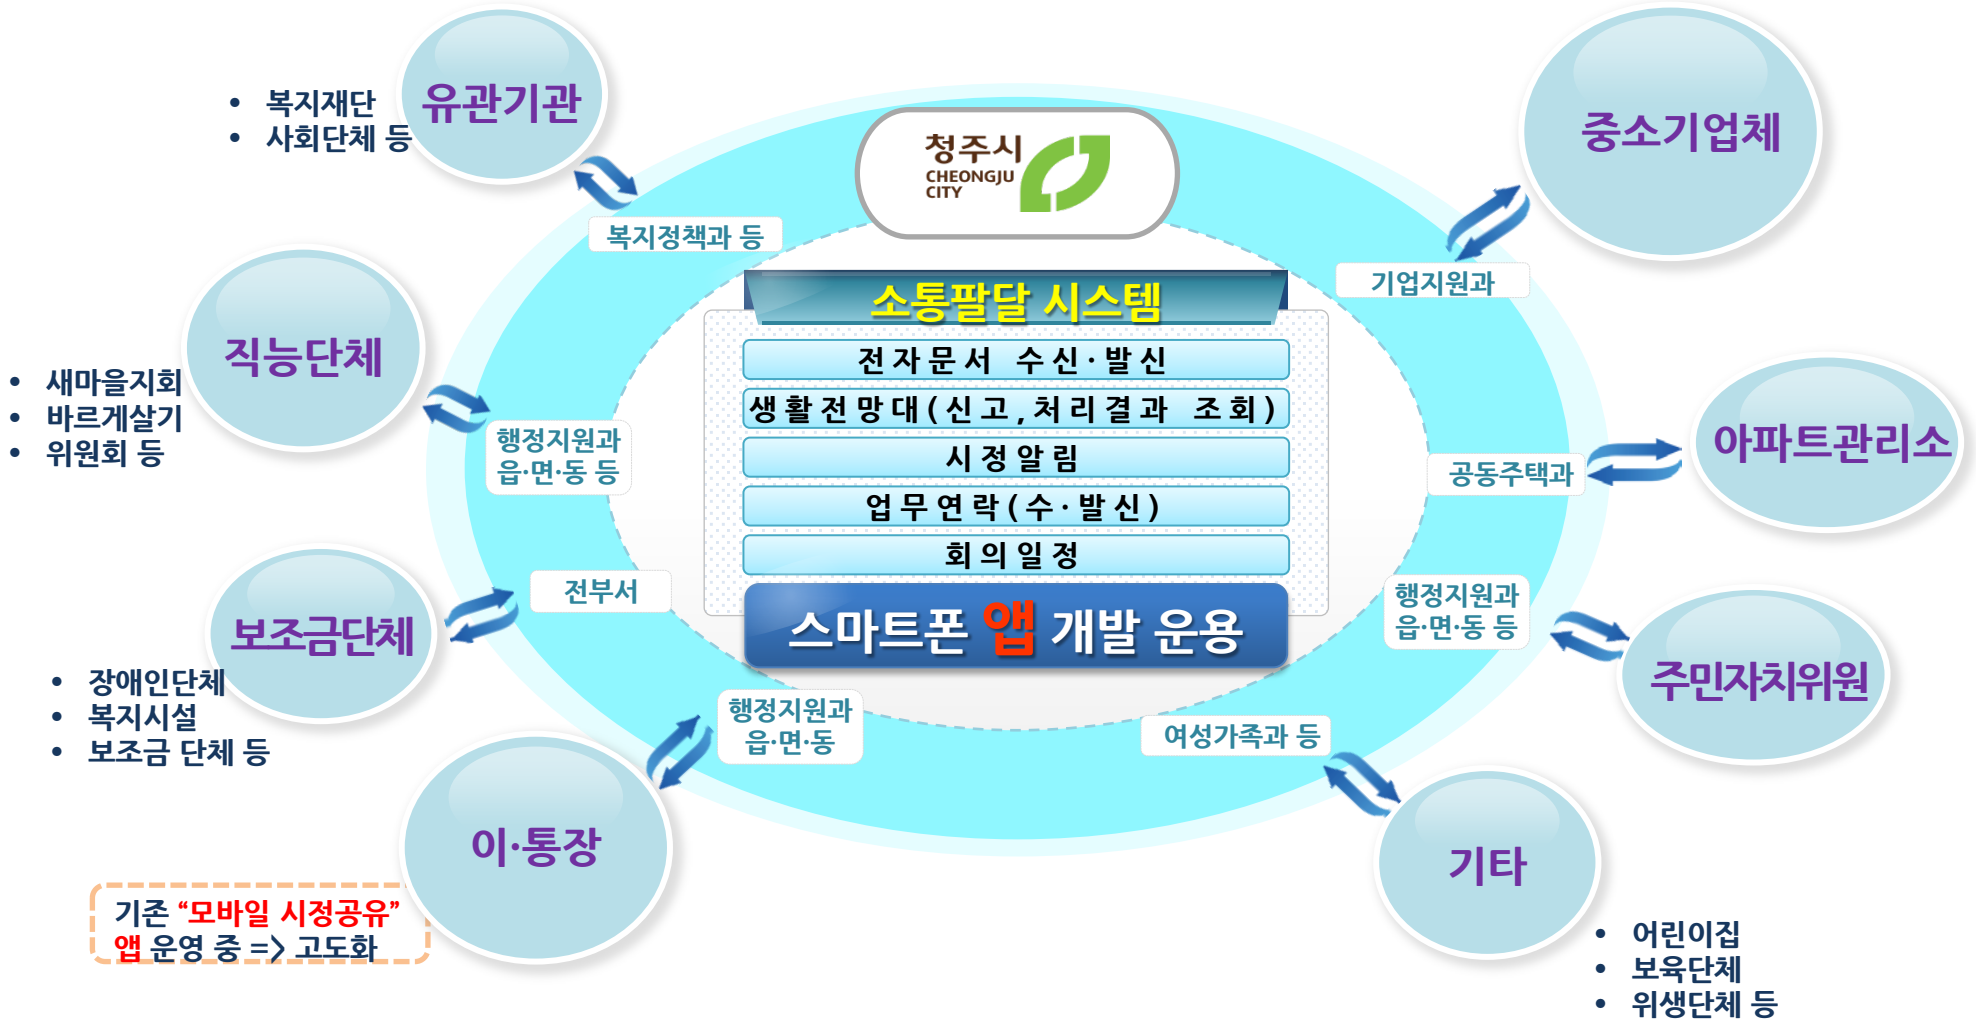 청주시
CHEONGJU
CITY
소통팔달 시스템
전자문서 수신·발신
생활전망대(신고,처리결과 조회)
시정알림
업무연락(수·발신)
회의일정
스마트폰 앱 개발 운용
유관기관
• 복지재단
• 사회단체 등
복지정책과 등
직능단체
• 새마을지회
• 바르게살기
• 위원회 등
행정지원과
읍·면·동 등
보조금단체
• 장애인단체
• 복지시설
• 보조금 단체 등
전부서
이·통장
기존 “모바일 시정공유”
앱 운영 중 => 고도화
행정지원과
읍·면·동
중소기업체
기업지원과
아파트관리소
공동주택과
주민자치위원
행정지원과
읍·면·동 등
기타
여성가족과 등
• 어린이집
• 보육단체
• 위생단체 등